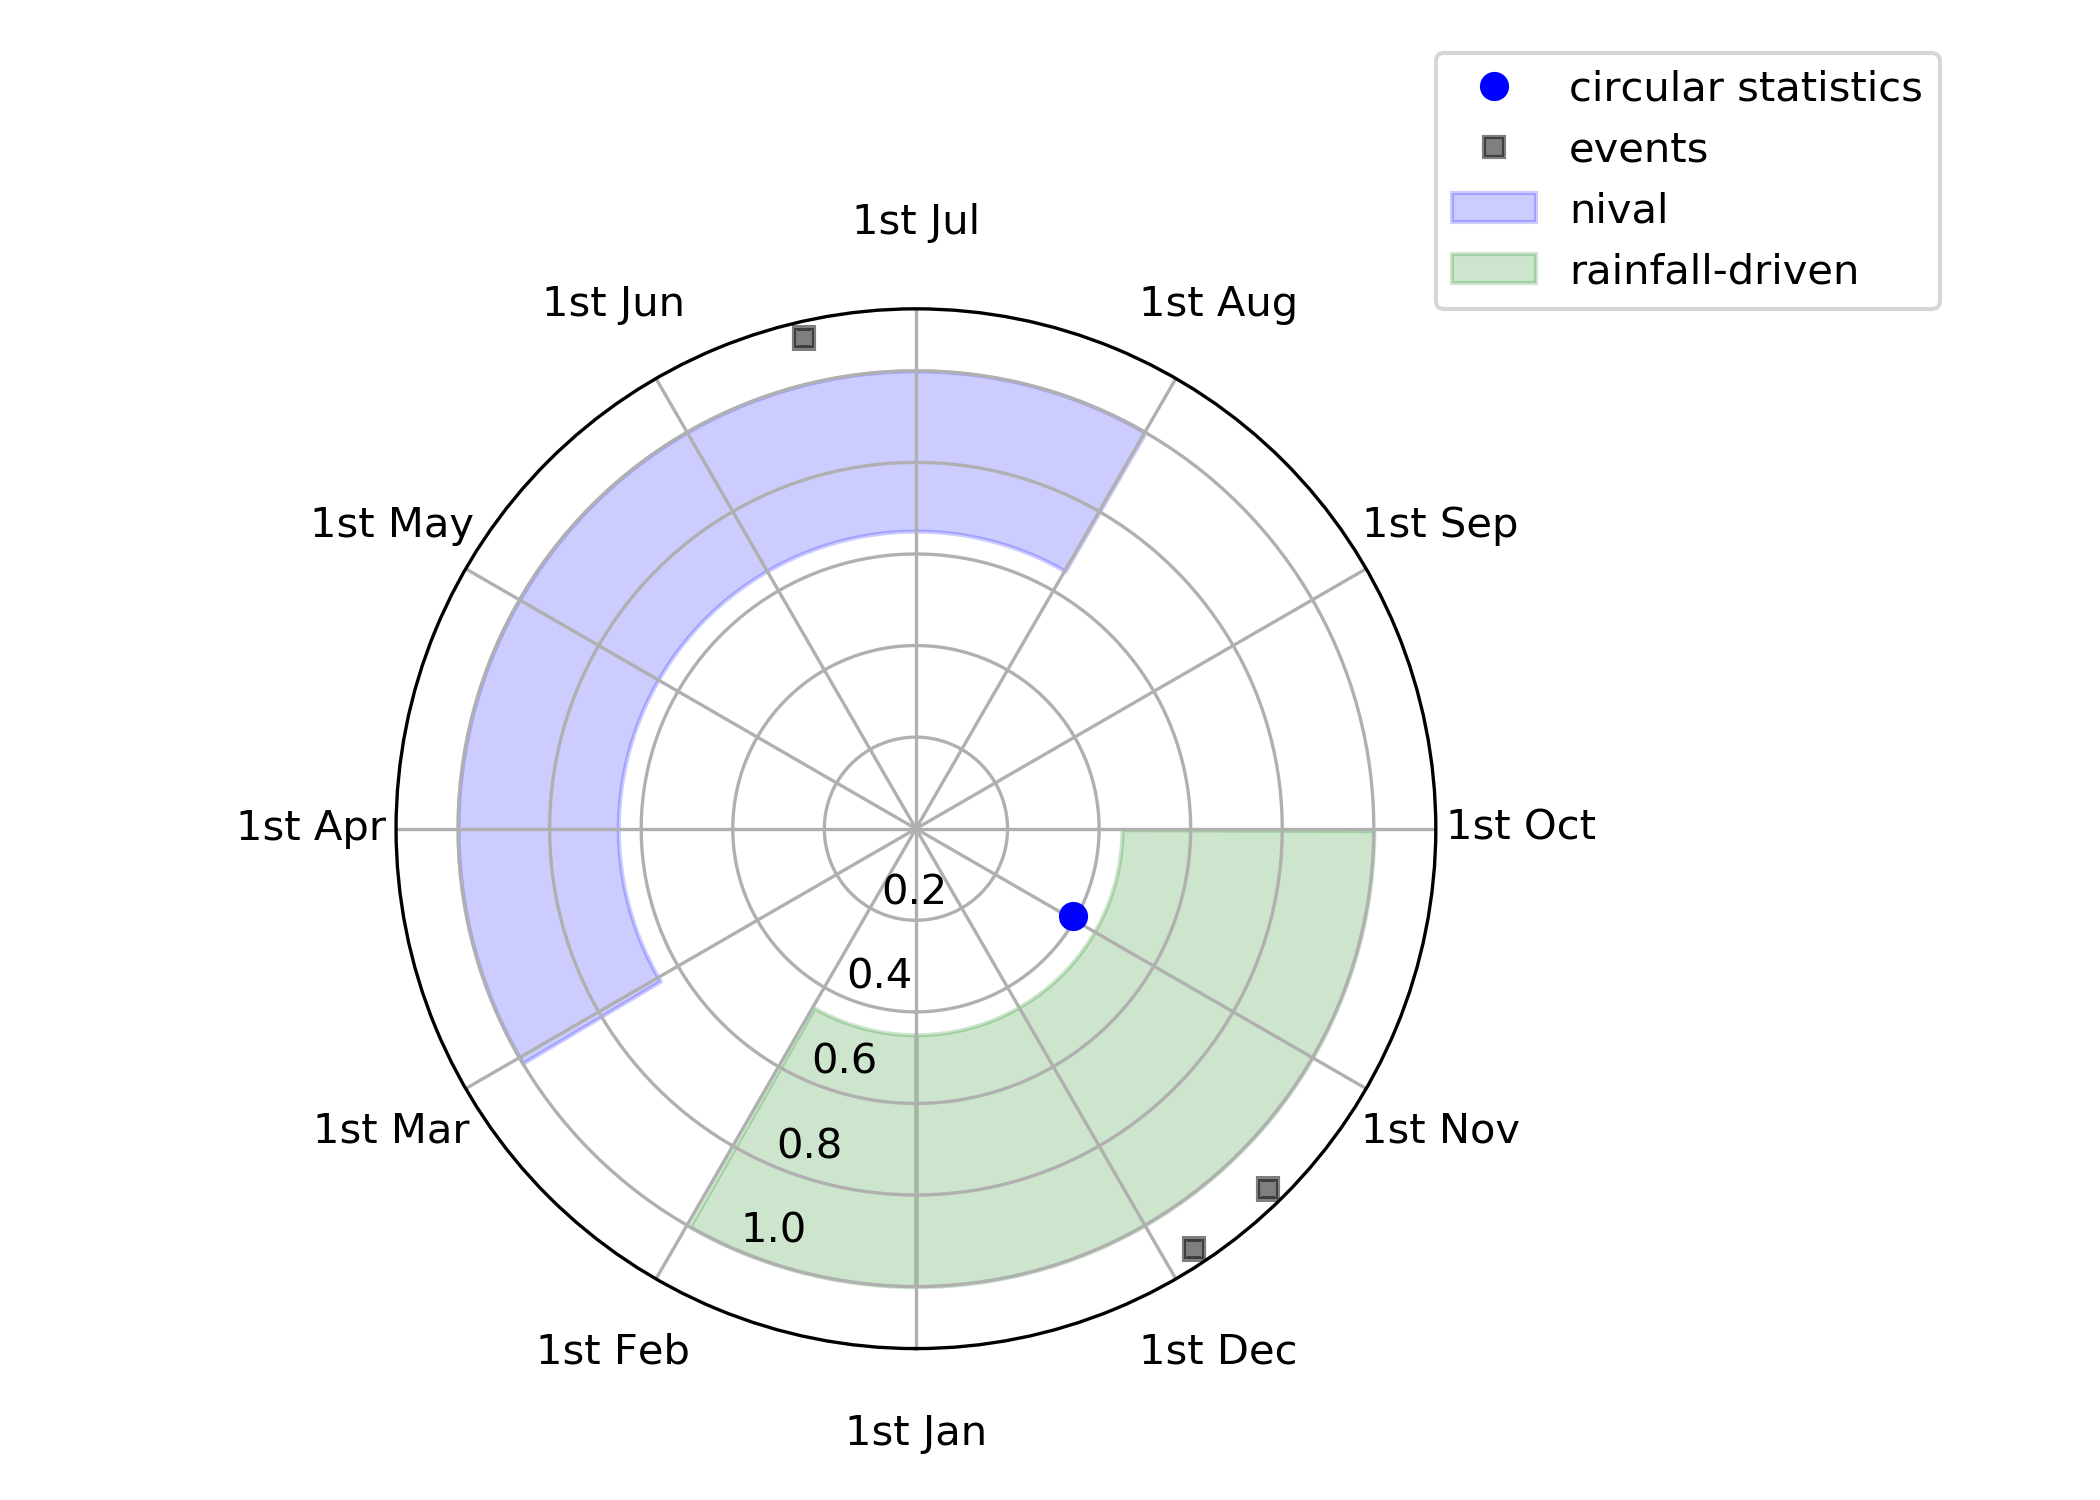 circular statistics
events
nival
rainfall-driven
1st Jul
1st Jun
1st Aug
1st May
1st Sep
1st Apr
1st Oct
0.2
0.4
0.6
0.8
1.0
1st Mar
1st Nov
1st Feb
1st Dec
1st Jan